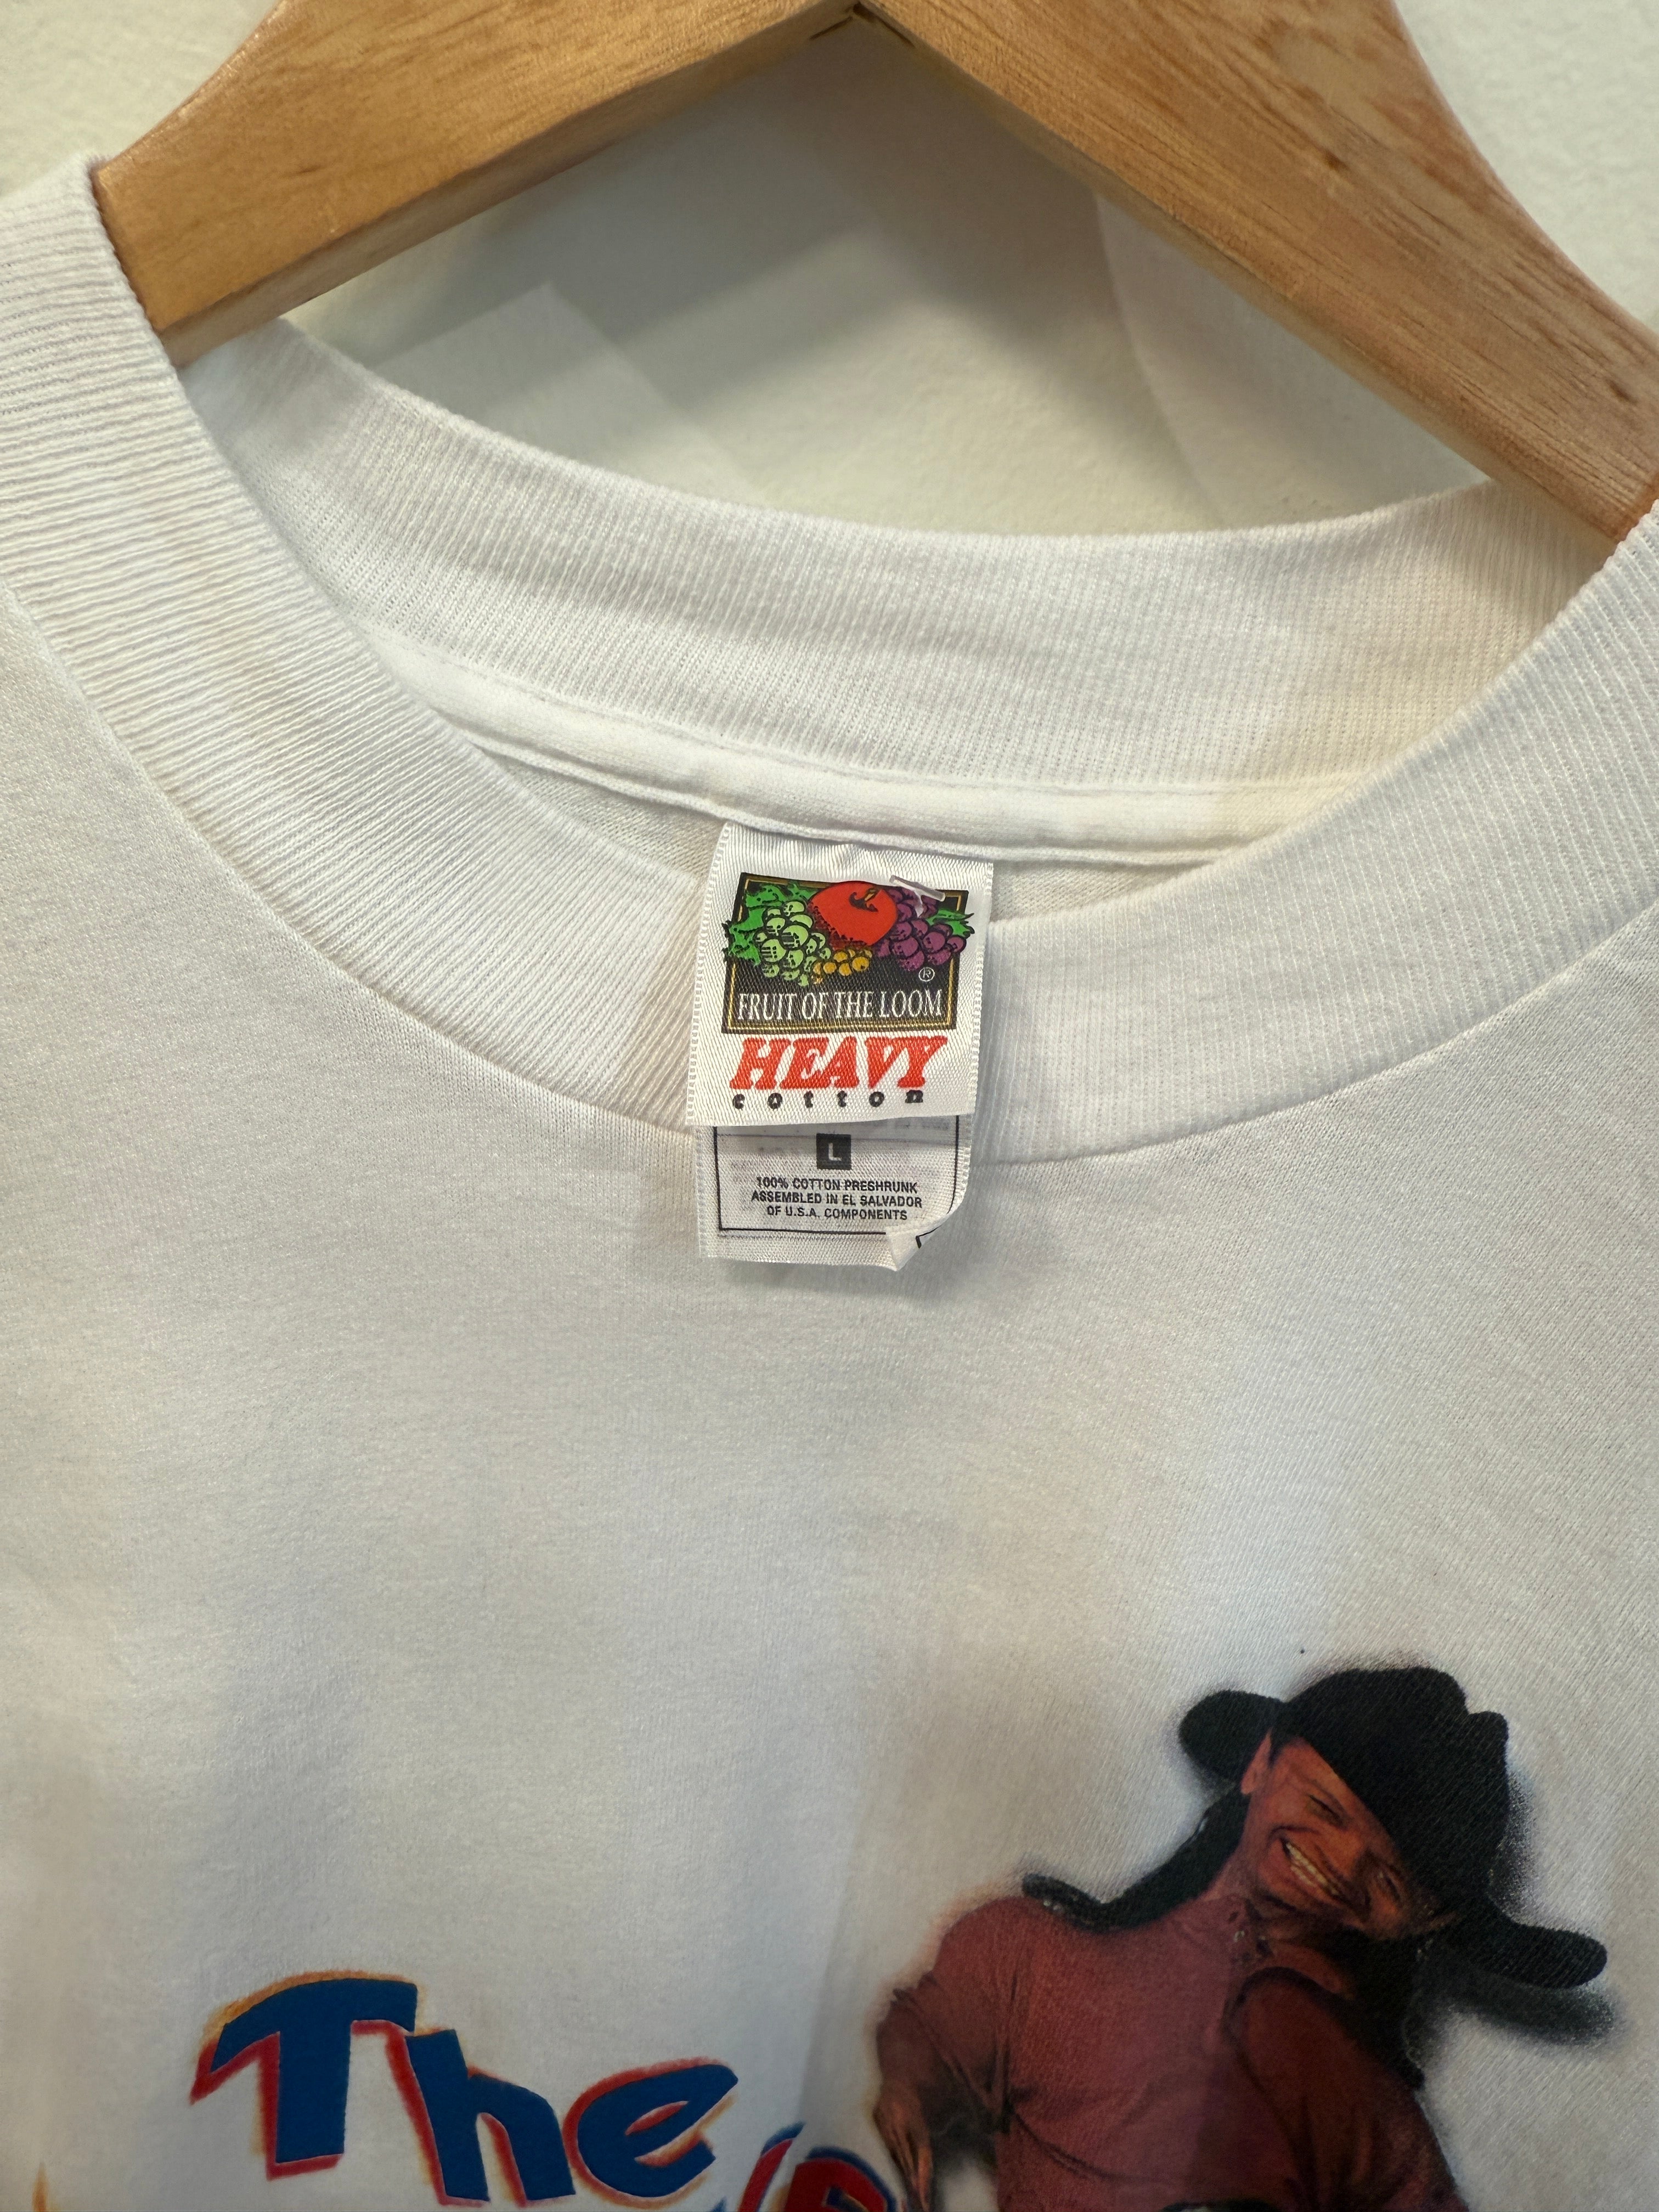 ®
FRUIT OF THE LOOM
HEAVY
cotton
L
100% COTTON PRESHRUNK
ASSEMBLED IN EL SALVADOR
OF U.S.A. COMPONENTS
The